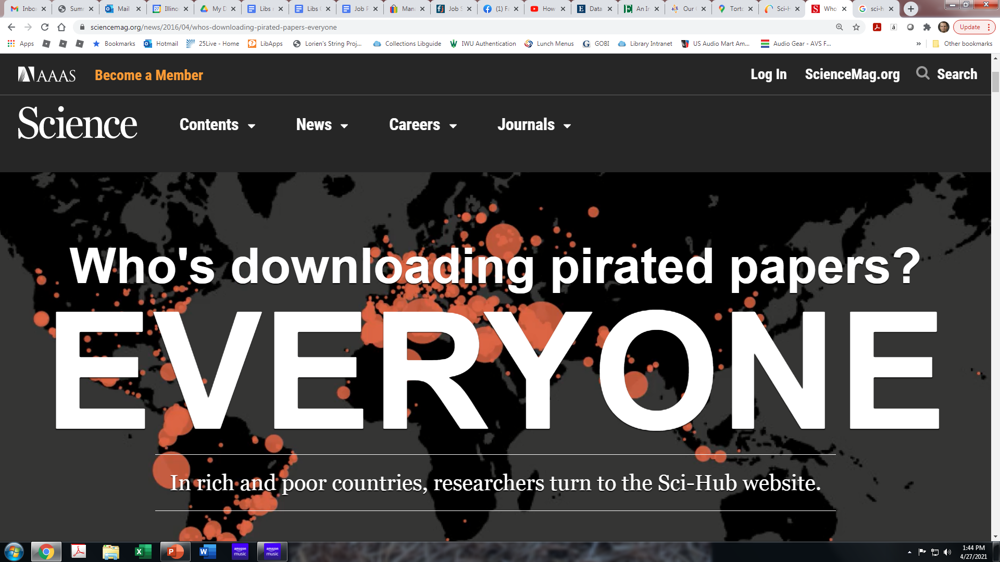 Inbo
Sum
Mail
27 Illino
My D
Libs
Libs
Job F
Man
Job S
(1) Fa
How
Data
An Ir
Our
Torto
Sci-H
Who
sci-h
sciencemag.org/news/2016/04/whos-downloading-pirated-papers-everyone
Update
Apps
Bookmarks
Hotmail
25Live - Home
LibApps
Lorien's String Proj...
Collections Libguide
IWU Authentication
Lunch Menus
GOBI
Library Intranet
US Audio Mart Am...
Audio Gear - AVS F...
»
Other bookmarks
AAAS
Become a Member
Log In
ScienceMag.org
Search
Science
Contents
News
Careers
Journals
Who's downloading pirated papers?
EVERYONE
In rich and poor countries, researchers turn to the Sci-Hub website.
amazon music
amazon music
1:44 PM
4/27/2021